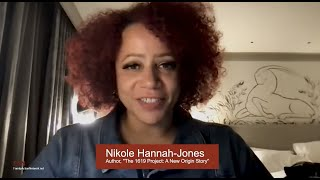 Nikole Hannah-Jones
Author, "The 1619 Project: A New Origin Story"